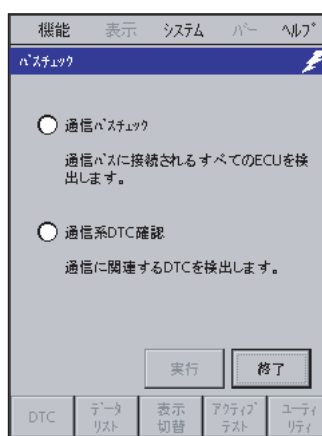 機能 表示 システム バー ヘルプ
バスチェック
通信バスチェック
通信バスに接続されるすべてのECUを検
出します。
通信系DTC確認
通信に関連するDTCを検出します。
実行 終了
DTC データ 表示 アクティブ ユーティ
リスト 切替 テスト リティ